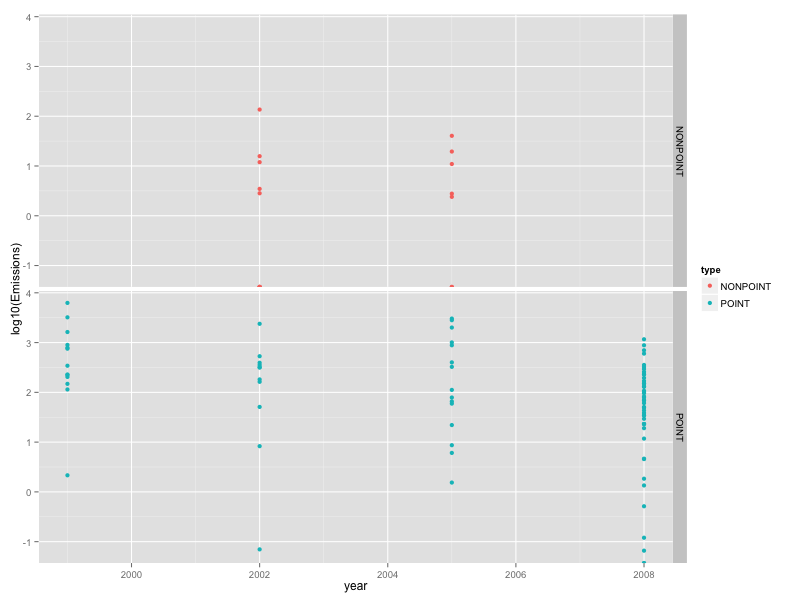 4
3
2
1
0
-1
NONPOINT
log10(Emissions)
4
3
2
1
0
-1
POINT
2000
2002
2004
2006
2008
year
type
NONPOINT
POINT